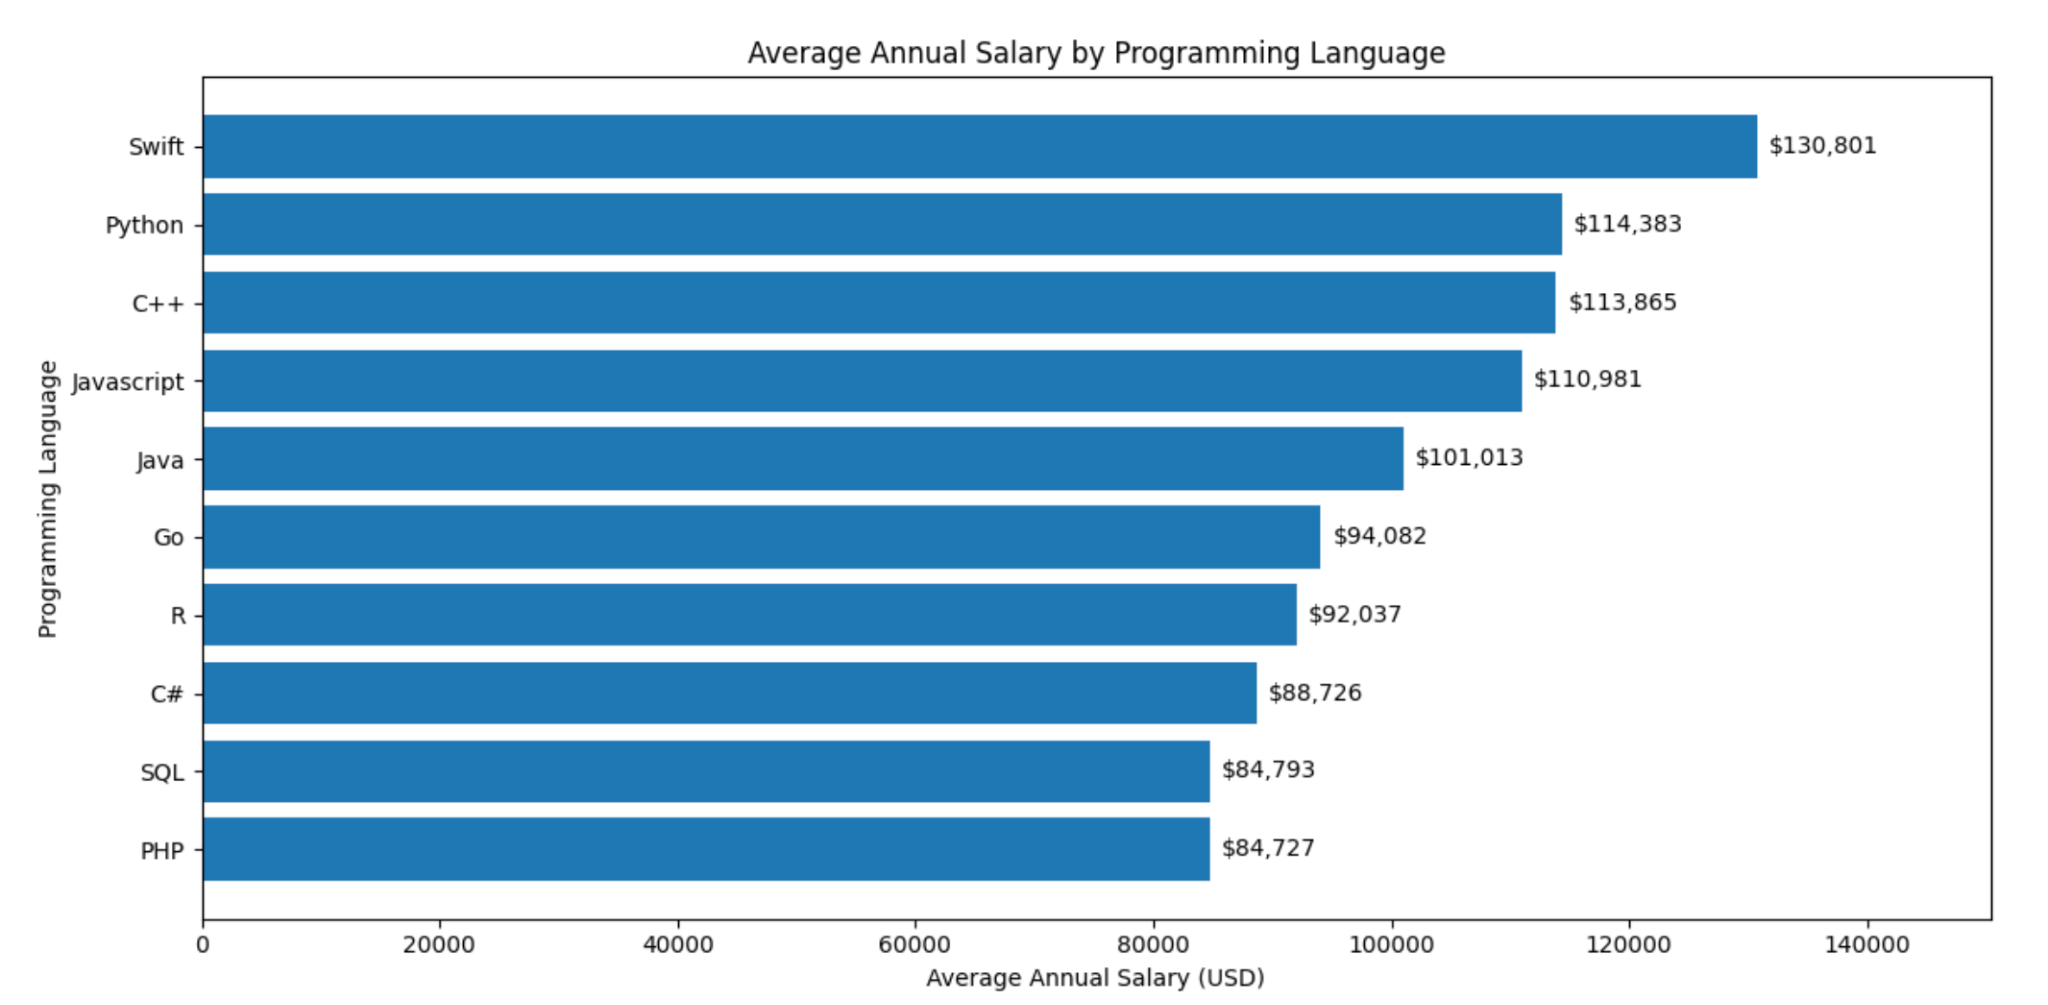 Average Annual Salary by Programming Language
Programming Language
Swift $130,801
Python $114,383
C++ $113,865
Javascript $110,981
Java $101,013
Go $94,082
R $92,037
C# $88,726
SQL $84,793
PHP $84,727
0 20000 40000 60000 80000 100000 120000 140000
Average Annual Salary (USD)